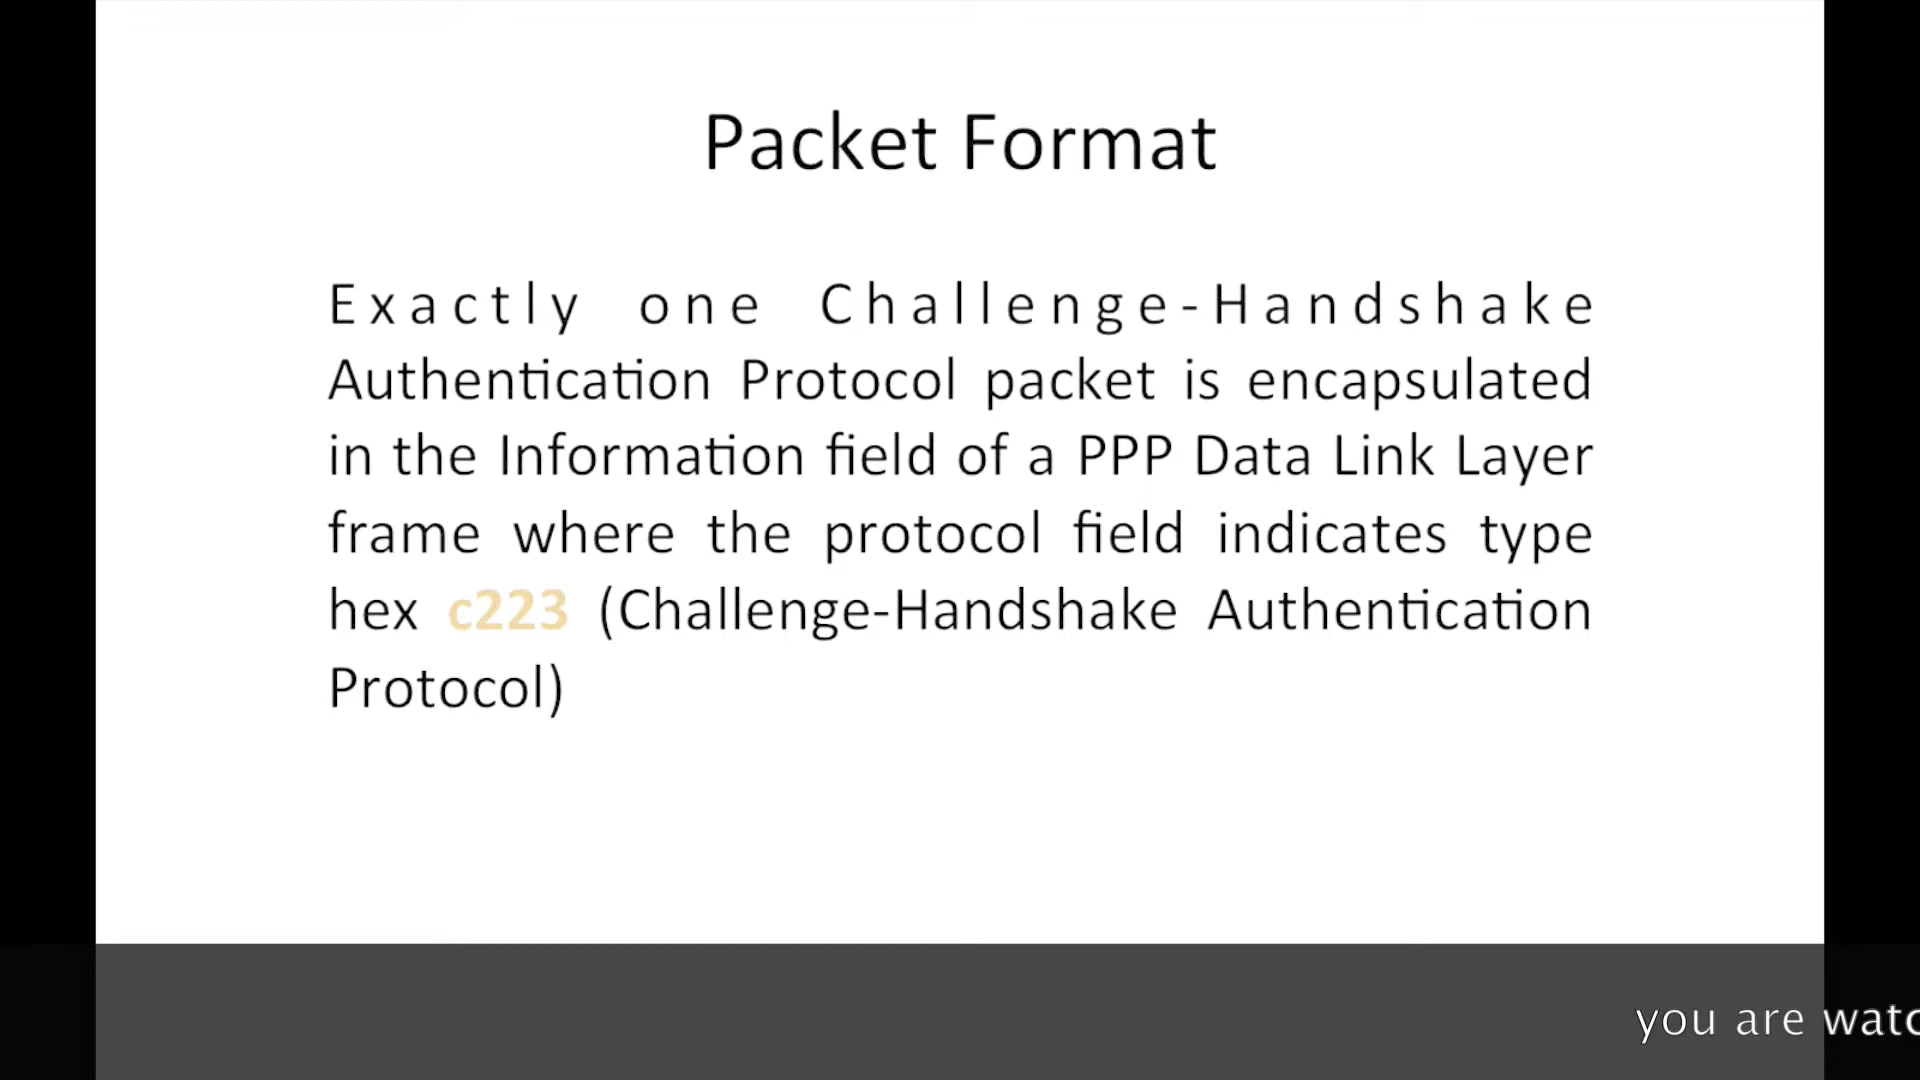 Packet Format
Exactly one Challenge-Handshake
Authentication Protocol packet is encapsulated
in the Information field of a PPP Data Link Layer
frame where the protocol field indicates type
hex c223 (Challenge-Handshake Authentication
Protocol)
you are watc